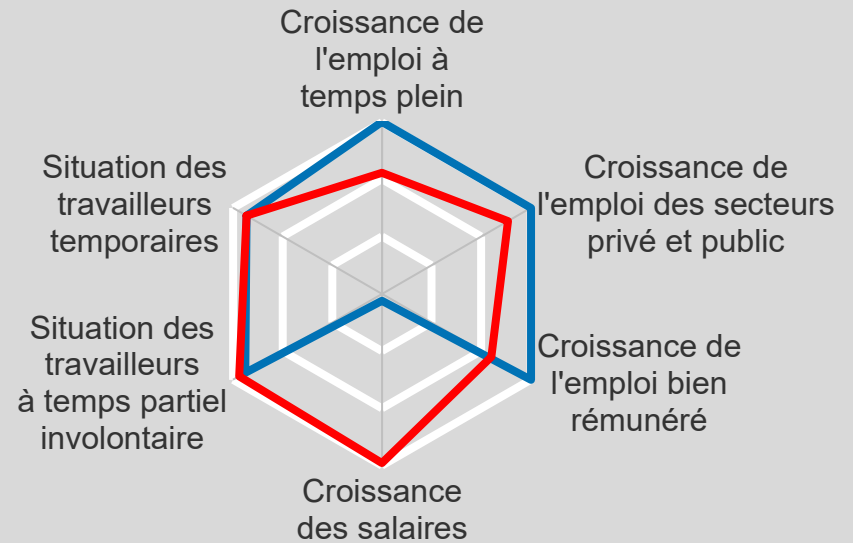 Croissance de
l'emploi à
temps plein
Situation des
travailleurs
temporaires
Croissance de
l'emploi des secteurs
privé et public
Situation des
travailleurs
à temps partiel
involontaire
Croissance de
l'emploi bien
rémunéré
Croissance
des salaires